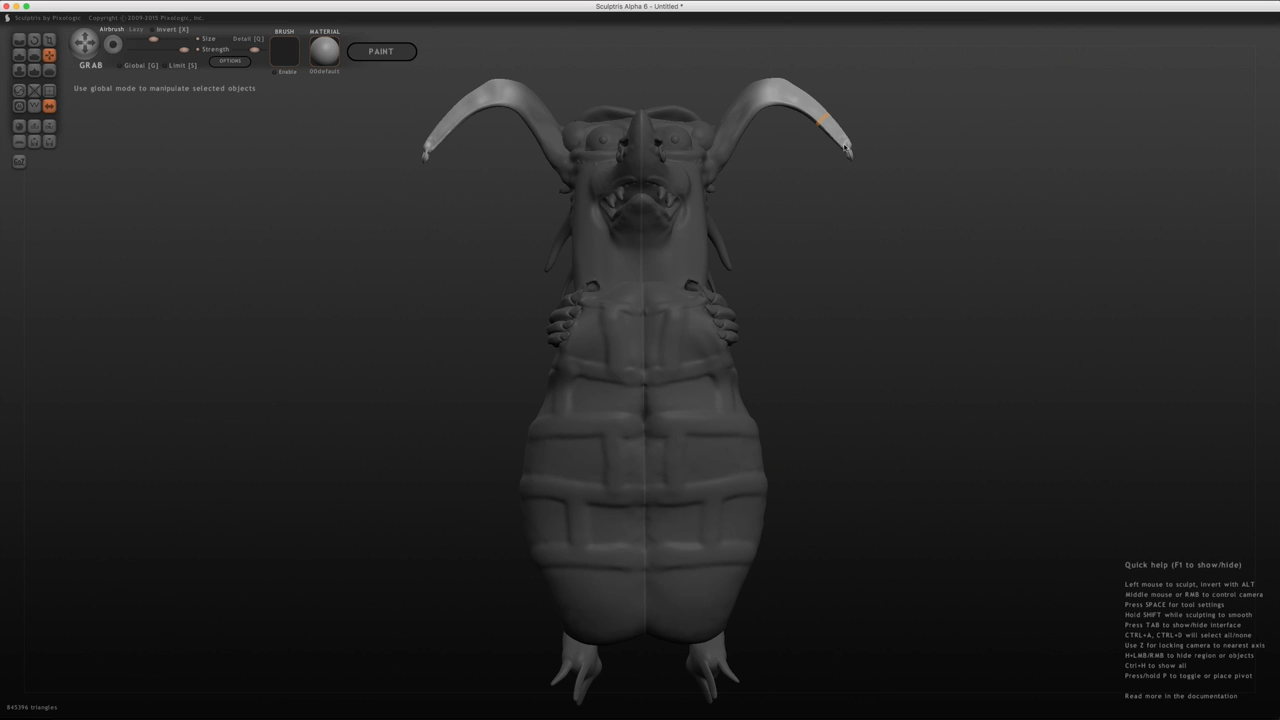 Sculptris Alpha 6 - Untitled *
Sculptris by Pixologic Copyright ©2009-2015 Pixologic, Inc.
Airbrush Lazy Invert [X]
Size Detail [Q]
Strength
GRAB Global [G] Limit [S] OPTIONS
BRUSH
Enable
MATERIAL
00default
PAINT
Use global mode to manipulate selected objects
GoZ
Quick help (F1 to show/hide)
Left mouse to sculpt, invert with ALT
Middle mouse or RMB to control camera
Press SPACE for tool settings
Hold SHIFT while sculpting to smooth
Press TAB to show/hide interface
CTRL+A, CTRL+D will select all/none
Use Z for locking camera to nearest axis
H+LMB/RMB to hide region or objects
Ctrl+H to show all
Press/hold P to toggle or place pivot
Read more in the documentation
845396 triangles